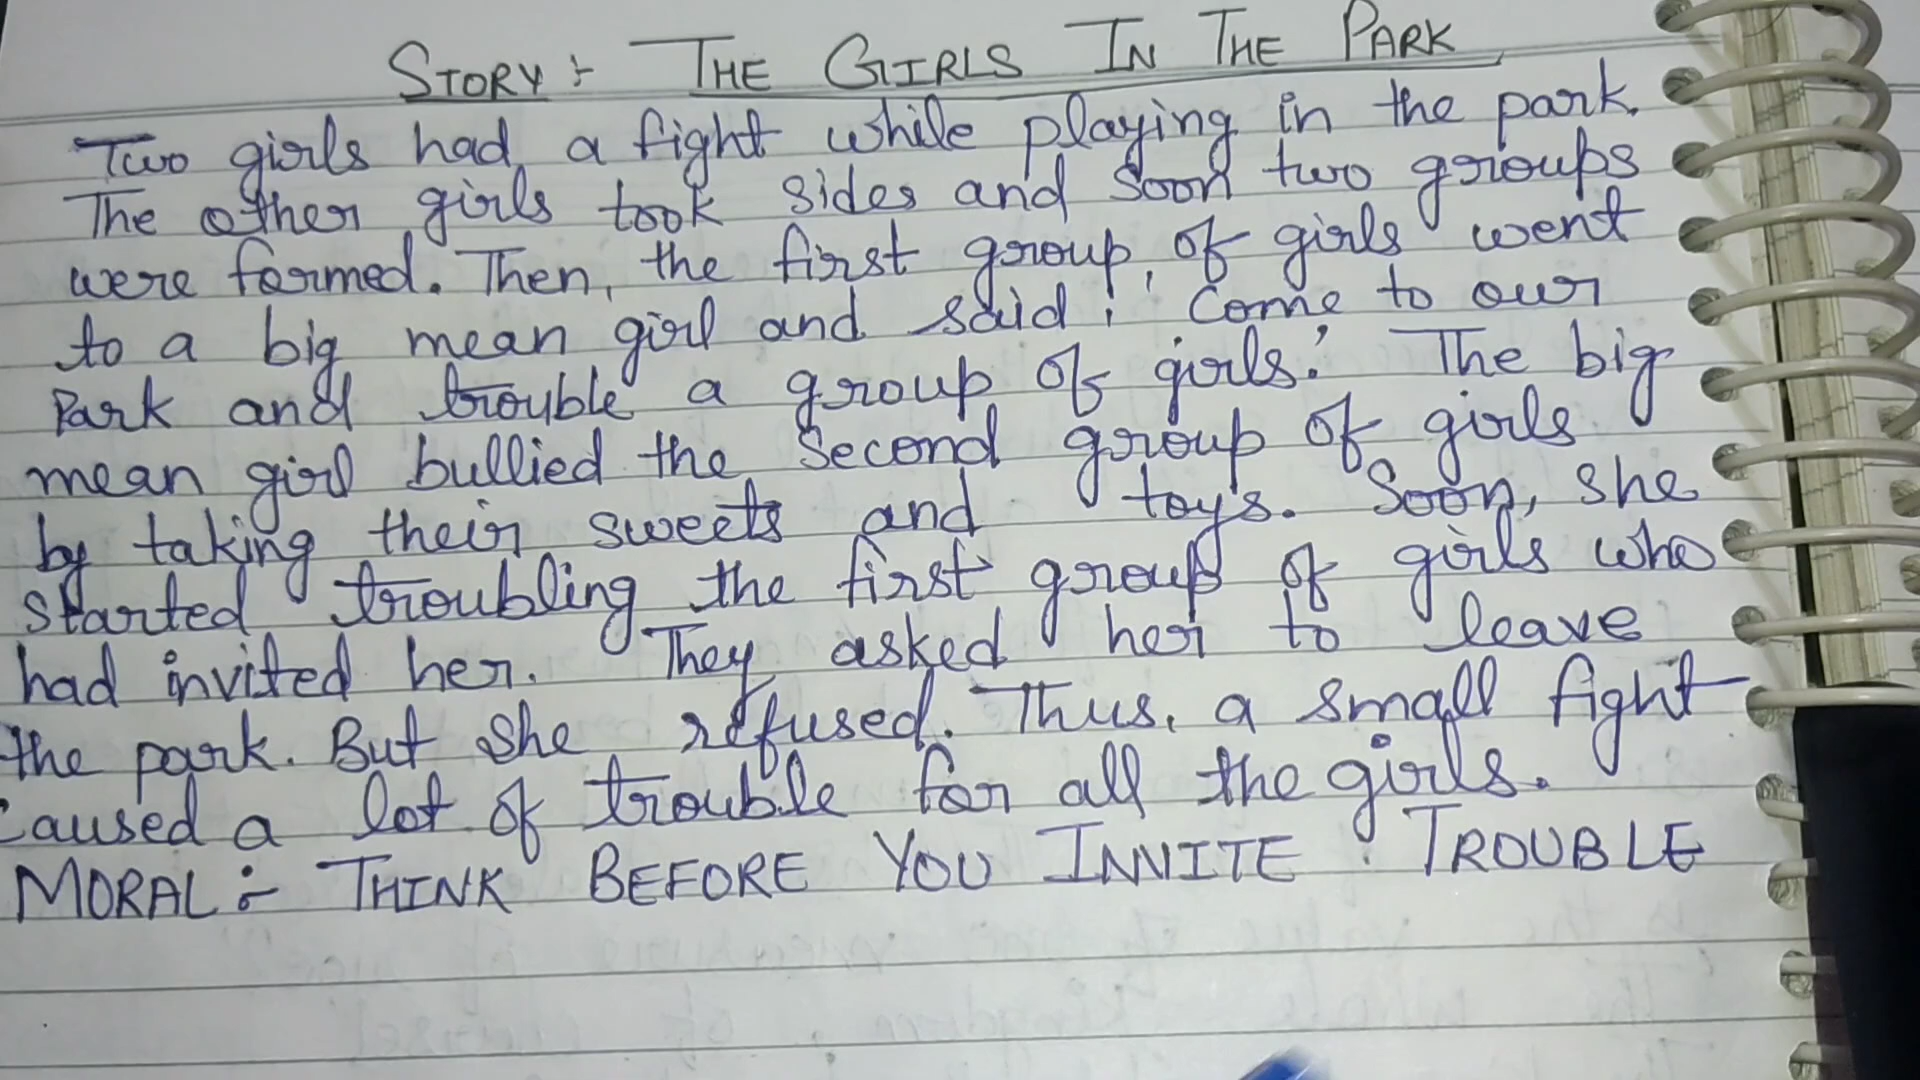 STORY :- THE GIRLS IN THE PARK
Two girls had a fight while playing in the park.
The other girls took sides and soon two groups
were formed. Then, the first group of girls went
to a big mean girl and said: 'Come to our
Park and trouble a group of girls.' The big
mean girl bullied the second group of girls
by taking their sweets and toys. Soon, she
started troubling the first group of girls who
had invited her. They asked her to leave
the park. But she refused. Thus, a small fight
caused a lot of trouble for all the girls.
MORAL :- THINK BEFORE YOU INVITE TROUBLE